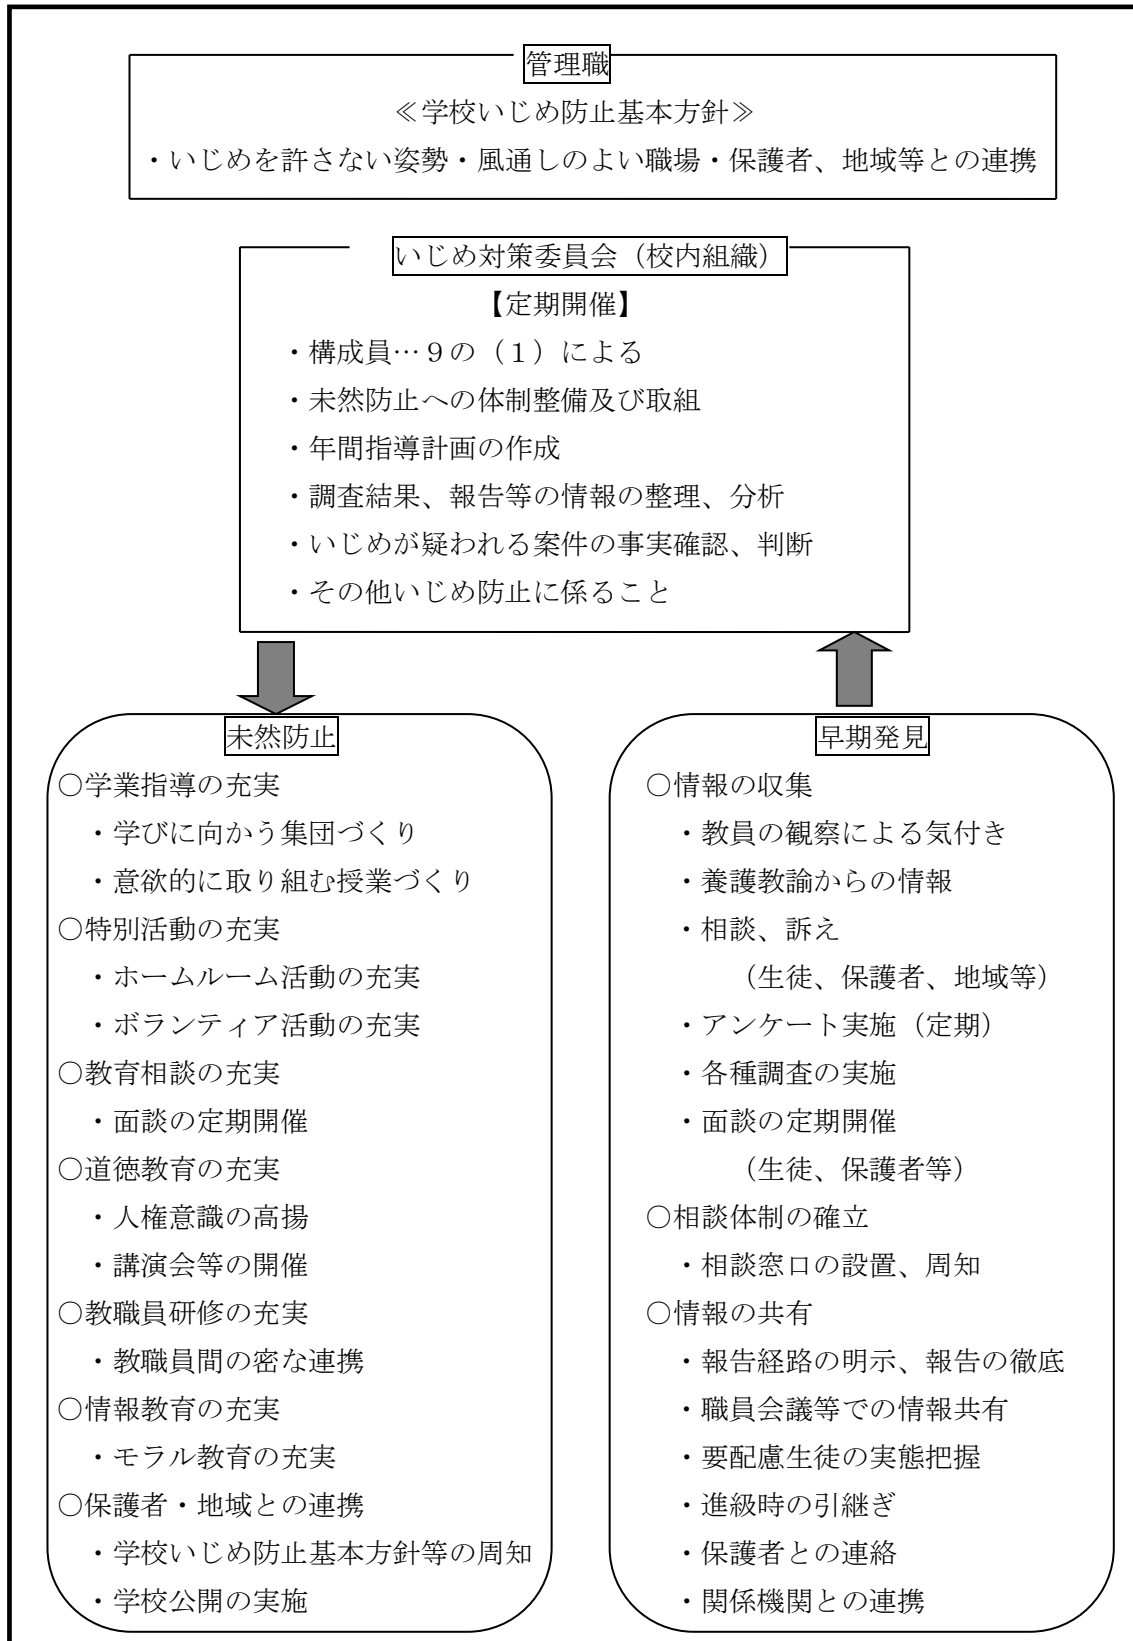 管理職
≪学校いじめ防止基本方針≫
・いじめを許さない姿勢・風通しのよい職場・保護者、地域等との連携
いじめ対策委員会（校内組織）
【定期開催】
・構成員…９の（１）による
・未然防止への体制整備及び取組
・年間指導計画の作成
・調査結果、報告等の情報の整理、分析
・いじめが疑われる案件の事実確認、判断
・その他いじめ防止に係ること
未然防止
○学業指導の充実
・学びに向かう集団づくり
・意欲的に取り組む授業づくり
○特別活動の充実
・ホームルーム活動の充実
・ボランティア活動の充実
○教育相談の充実
・面談の定期開催
○道徳教育の充実
・人権意識の高揚
・講演会等の開催
○教職員研修の充実
・教職員間の密な連携
○情報教育の充実
・モラル教育の充実
○保護者・地域との連携
・学校いじめ防止基本方針等の周知
・学校公開の実施
早期発見
○情報の収集
・教員の観察による気付き
・養護教諭からの情報
・相談、訴え
（生徒、保護者、地域等）
・アンケート実施（定期）
・各種調査の実施
・面談の定期開催
（生徒、保護者等）
○相談体制の確立
・相談窓口の設置、周知
○情報の共有
・報告経路の明示、報告の徹底
・職員会議等での情報共有
・要配慮生徒の実態把握
・進級時の引継ぎ
・保護者との連絡
・関係機関との連携